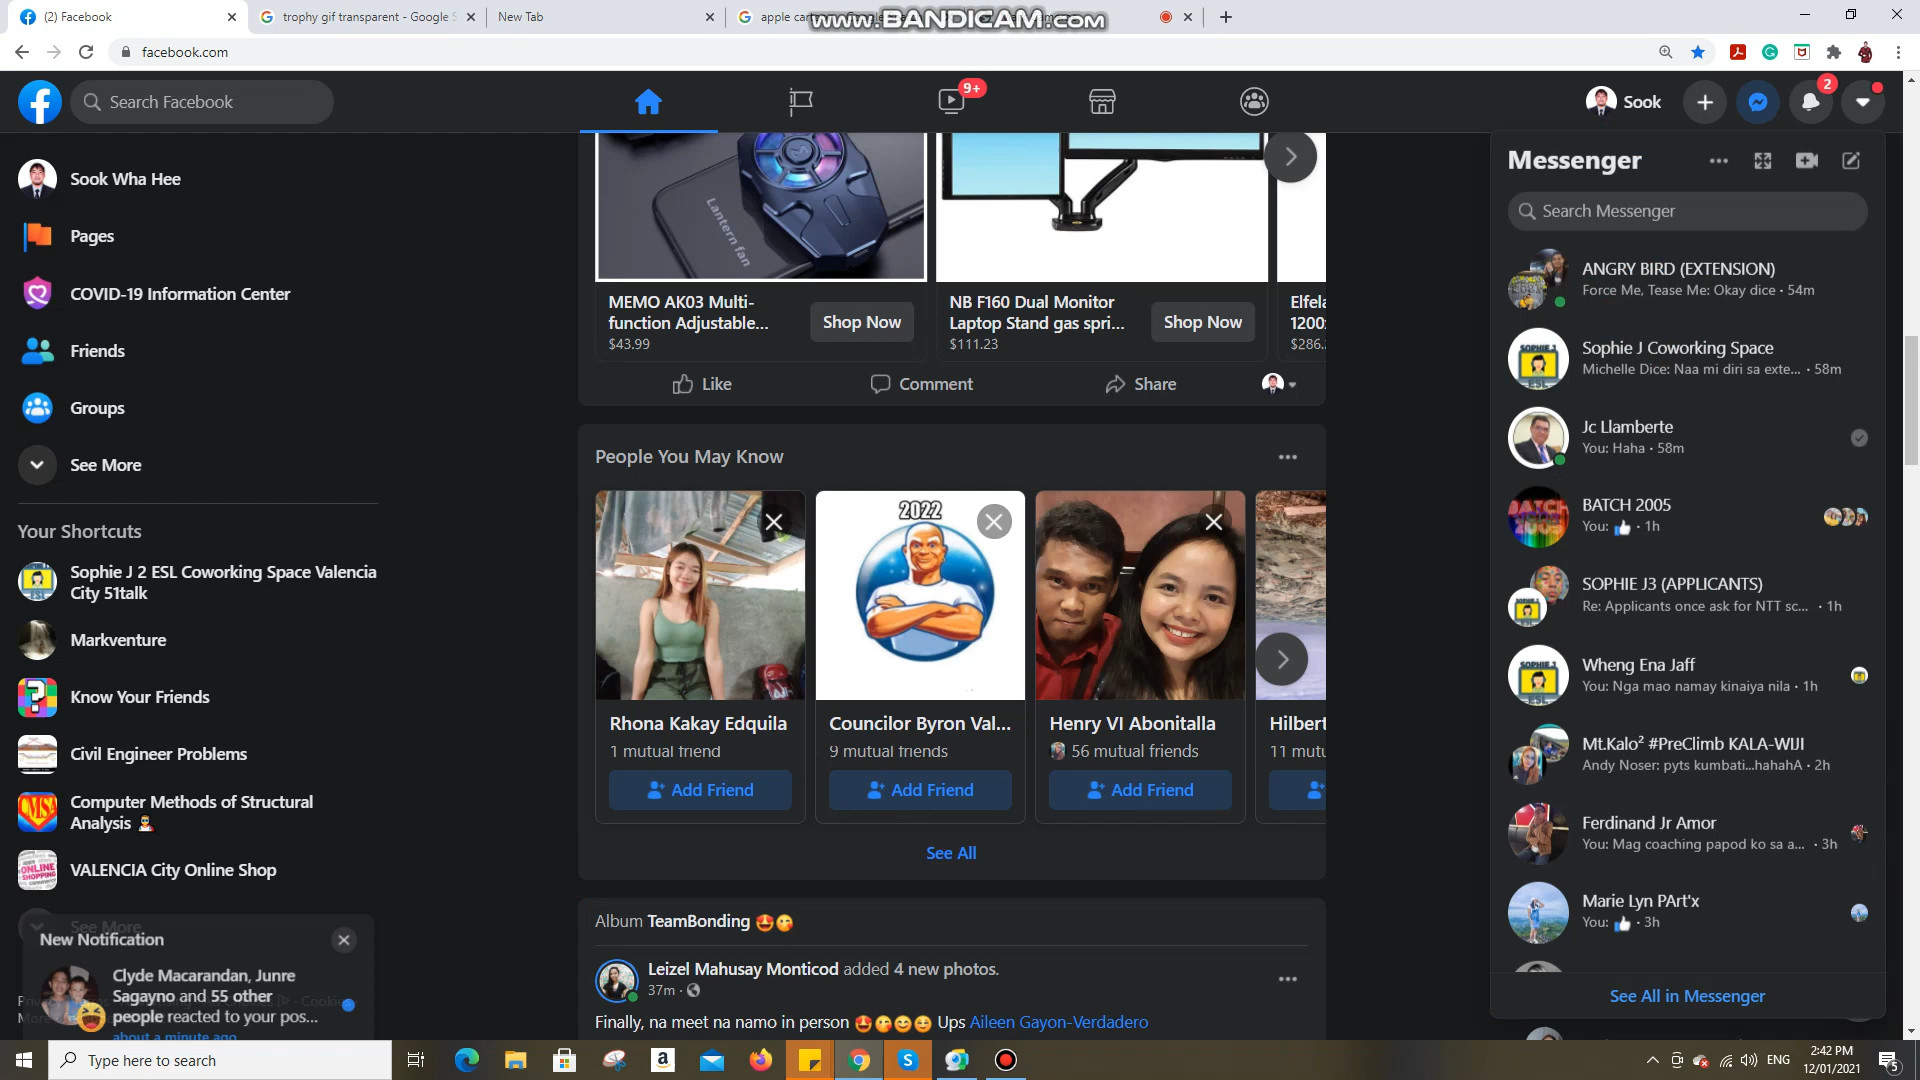 (2) Facebook
trophy gif transparent - Google S
New Tab
apple cart
www.BANDICAM.com
facebook.com
Search Facebook
9+
Sook
2
Sook Wha Hee
Pages
COVID-19 Information Center
Friends
Groups
See More
Your Shortcuts
Sophie J 2 ESL Coworking Space Valencia
City 51talk
Markventure
Know Your Friends
Civil Engineer Problems
CMSA
Computer Methods of Structural
Analysis
ONLINE
SHOPPING
VALENCIA City Online Shop
See More
New Notification
Clyde Macarandan, Junre
Sagayno and 55 other
people reacted to your pos...
about a minute ago
Cookies
Lantern fan
MEMO AK03 Multi-
function Adjustable...
$43.99
Shop Now
NB F160 Dual Monitor
Laptop Stand gas spri...
$111.23
Shop Now
Elfela
1200
$286.
Like
Comment
Share
People You May Know
2022
Rhona Kakay Edquila
1 mutual friend
Add Friend
Councilor Byron Val...
9 mutual friends
Add Friend
Henry VI Abonitalla
56 mutual friends
Add Friend
Hilbert
11 mutu
See All
Album TeamBonding 🤩😘
Leizel Mahusay Monticod added 4 new photos.
37m ·
Finally, na meet na namo in person 🤩😘😊☺️ Ups Aileen Gayon-Verdadero
Messenger
Search Messenger
ANGRY BIRD (EXTENSION)
Force Me, Tease Me: Okay dice · 54m
Sophie J Coworking Space
Michelle Dice: Naa mi diri sa exte... · 58m
Jc Llamberte
You: Haha · 58m
BATCH 2005
BATCH
You: 👍 · 1h
SOPHIE J3 (APPLICANTS)
Re: Applicants once ask for NTT sc... · 1h
Wheng Ena Jaff
You: Nga mao namay kinaiya nila · 1h
Mt.Kalo² #PreClimb KALA-WIJI
Andy Noser: pyts kumbati...hahahA · 2h
Ferdinand Jr Amor
You: Mag coaching papod ko sa a... · 3h
Marie Lyn PArt'x
You: 👍 · 3h
See All in Messenger
Type here to search
ENG
2:42 PM
12/01/2021
5